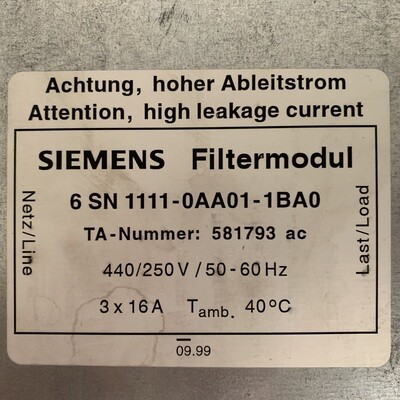 Achtung, hoher Ableitstrom
Attention, high leakage current
SIEMENS Filtermodul
6 SN 1111-0AA01-1BA0
TA-Nummer: 581793 ac
440/250 V / 50 - 60 Hz
3 x 16 A Tamb. 40°C
Netz/Line
Last/Load
09.99